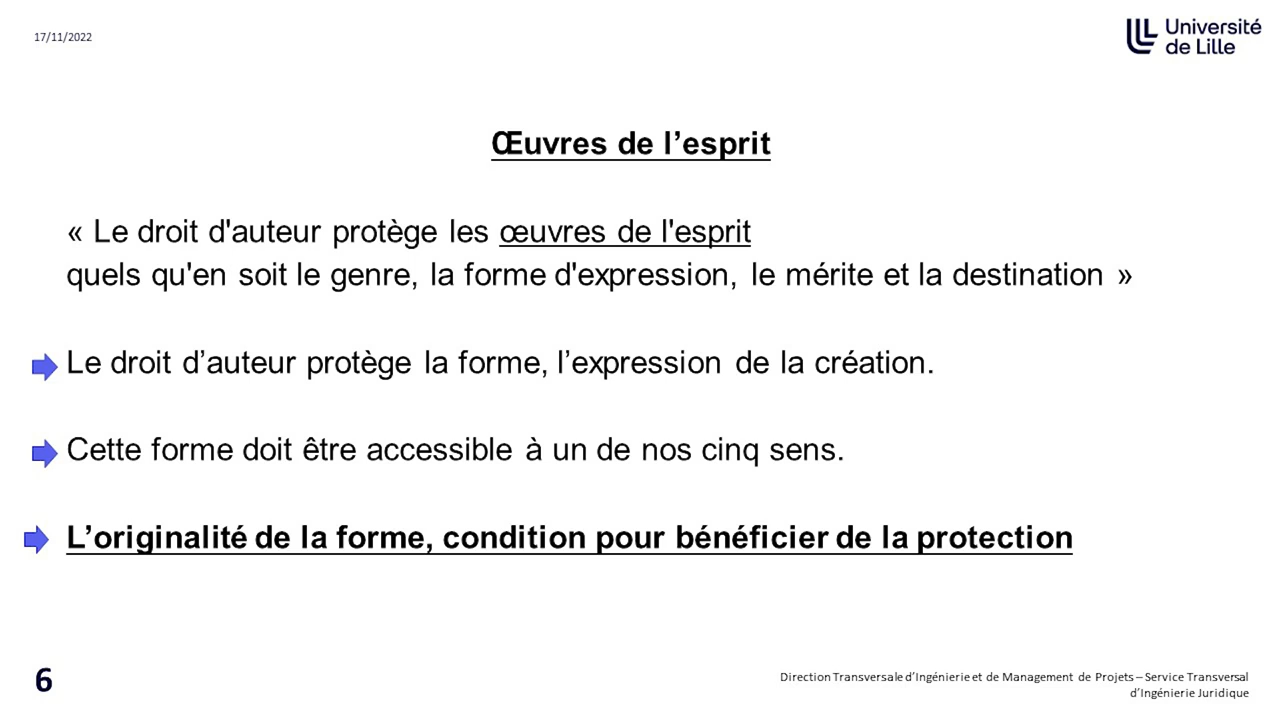 17/11/2022
Université
de Lille
Œuvres de l’esprit
« Le droit d'auteur protège les œuvres de l'esprit
quels qu'en soit le genre, la forme d'expression, le mérite et la destination »
Le droit d’auteur protège la forme, l’expression de la création.
Cette forme doit être accessible à un de nos cinq sens.
L’originalité de la forme, condition pour bénéficier de la protection
6
Direction Transversale d’Ingénierie et de Management de Projets – Service Transversal
d’Ingénierie Juridique